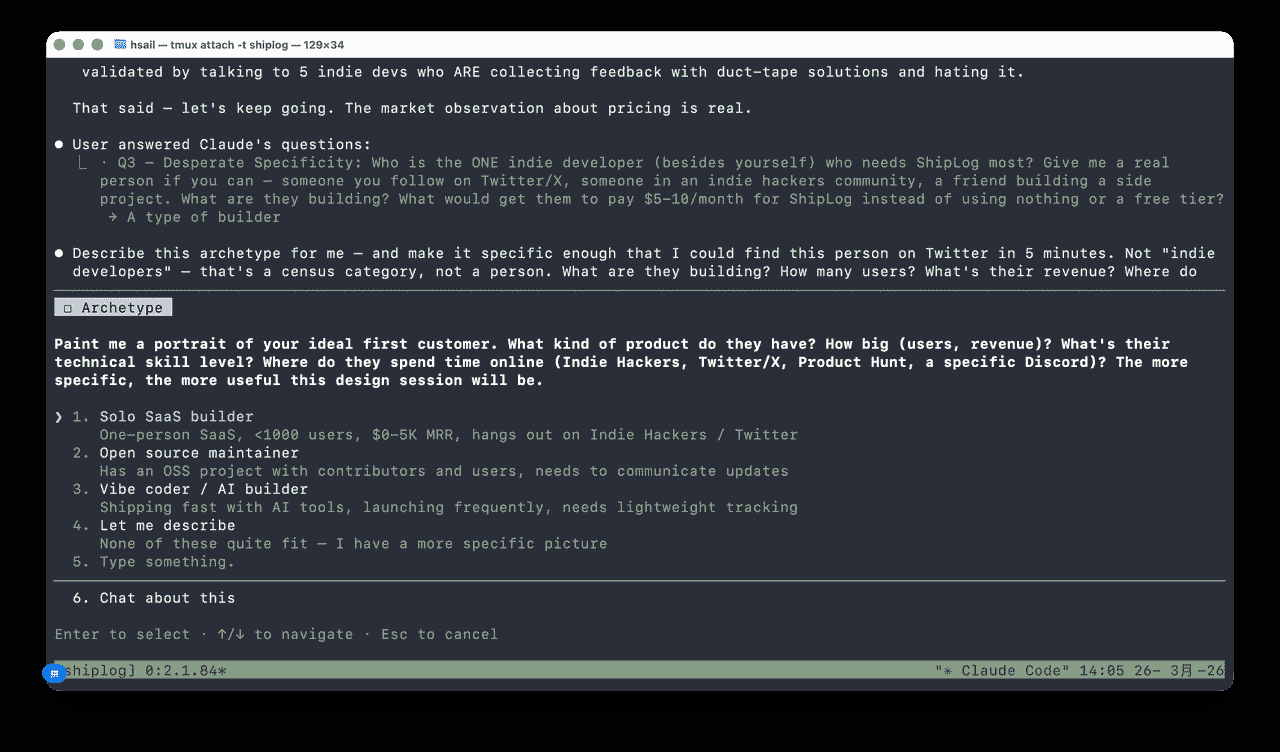 hsail — tmux attach -t shiplog — 129×34
validated by talking to 5 indie devs who ARE collecting feedback with duct-tape solutions and hating it.
That said — let's keep going. The market observation about pricing is real.
● User answered Claude's questions:
⎿ · Q3 — Desperate Specificity: Who is the ONE indie developer (besides yourself) who needs ShipLog most? Give me a real
person if you can — someone you follow on Twitter/X, someone in an indie hackers community, a friend building a side
project. What are they building? What would get them to pay $5-10/month for ShipLog instead of using nothing or a free tier?
→ A type of builder
● Describe this archetype for me — and make it specific enough that I could find this person on Twitter in 5 minutes. Not "indie
developers" — that's a census category, not a person. What are they building? How many users? What's their revenue? Where do
☐ Archetype
Paint me a portrait of your ideal first customer. What kind of product do they have? How big (users, revenue)? What's their
technical skill level? Where do they spend time online (Indie Hackers, Twitter/X, Product Hunt, a specific Discord)? The more
specific, the more useful this design session will be.
❯ 1. Solo SaaS builder
One-person SaaS, <1000 users, $0-5K MRR, hangs out on Indie Hackers / Twitter
2. Open source maintainer
Has an OSS project with contributors and users, needs to communicate updates
3. Vibe coder / AI builder
Shipping fast with AI tools, launching frequently, needs lightweight tracking
4. Let me describe
None of these quite fit — I have a more specific picture
5. Type something.
6. Chat about this
Enter to select · ↑/↓ to navigate · Esc to cancel
shiplog] 0:2.1.84* "✳ Claude Code" 14:05 26- 3月-26
拼